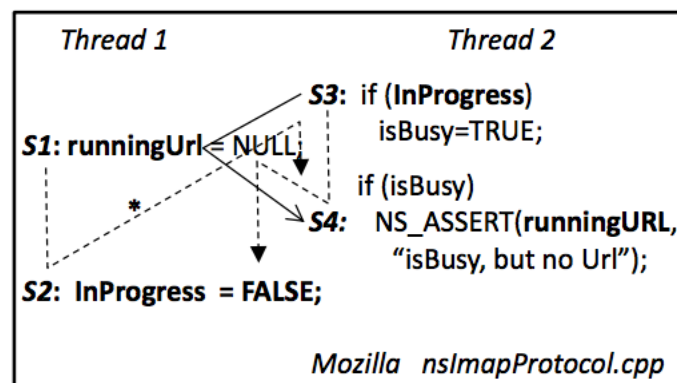 Thread 1 Thread 2
S3: if (InProgress)
isBusy=TRUE;
S1: runningUrl = NULL;
if (isBusy)
*
S4: NS_ASSERT(runningURL,
"isBusy, but no Url");
S2: InProgress = FALSE;
Mozilla nsImapProtocol.cpp